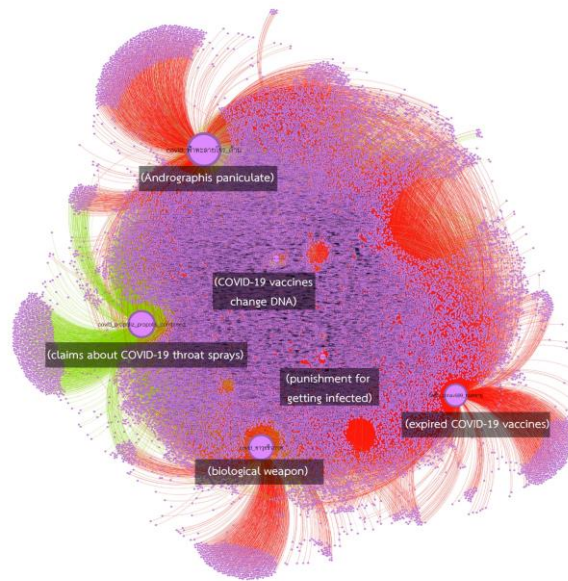 (Andrographis paniculate)
(COVID-19 vaccines
change DNA)
(claims about COVID-19 throat sprays)
(punishment for
getting infected)
(expired COVID-19 vaccines)
(biological weapon)